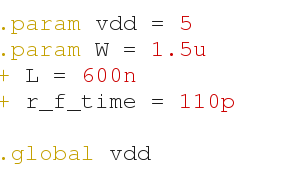 .param vdd = 5
.param W = 1.5u
+ L = 600n
+ r_f_time = 110p
.global vdd